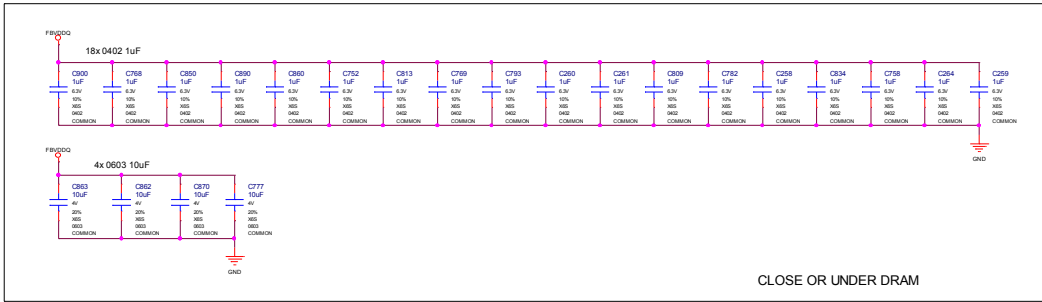 FBVDDQ
18x 0402 1uF
C900 C768 C850 C890 C860 C752 C813 C769 C793 C260 C261 C809 C782 C258 C834 C758 C264 C259
1uF 1uF 1uF 1uF 1uF 1uF 1uF 1uF 1uF 1uF 1uF 1uF 1uF 1uF 1uF 1uF 1uF 1uF
6.3V 6.3V 6.3V 6.3V 6.3V 6.3V 6.3V 6.3V 6.3V 6.3V 6.3V 6.3V 6.3V 6.3V 6.3V 6.3V 6.3V 6.3V
10% 10% 10% 10% 10% 10% 10% 10% 10% 10% 10% 10% 10% 10% 10% 10% 10% 10%
X6S X6S X6S X6S X6S X6S X6S X6S X6S X6S X6S X6S X6S X6S X6S X6S X6S X6S
0402 0402 0402 0402 0402 0402 0402 0402 0402 0402 0402 0402 0402 0402 0402 0402 0402 0402
COMMON COMMON COMMON COMMON COMMON COMMON COMMON COMMON COMMON COMMON COMMON COMMON COMMON COMMON COMMON COMMON COMMON COMMON
GND
FBVDDQ
4x 0603 10uF
C863 C862 C870 C777
10uF 10uF 10uF 10uF
4V 4V 4V 4V
20% 20% 20% 20%
X6S X6S X6S X6S
0603 0603 0603 0603
COMMON COMMON COMMON COMMON
GND
CLOSE OR UNDER DRAM